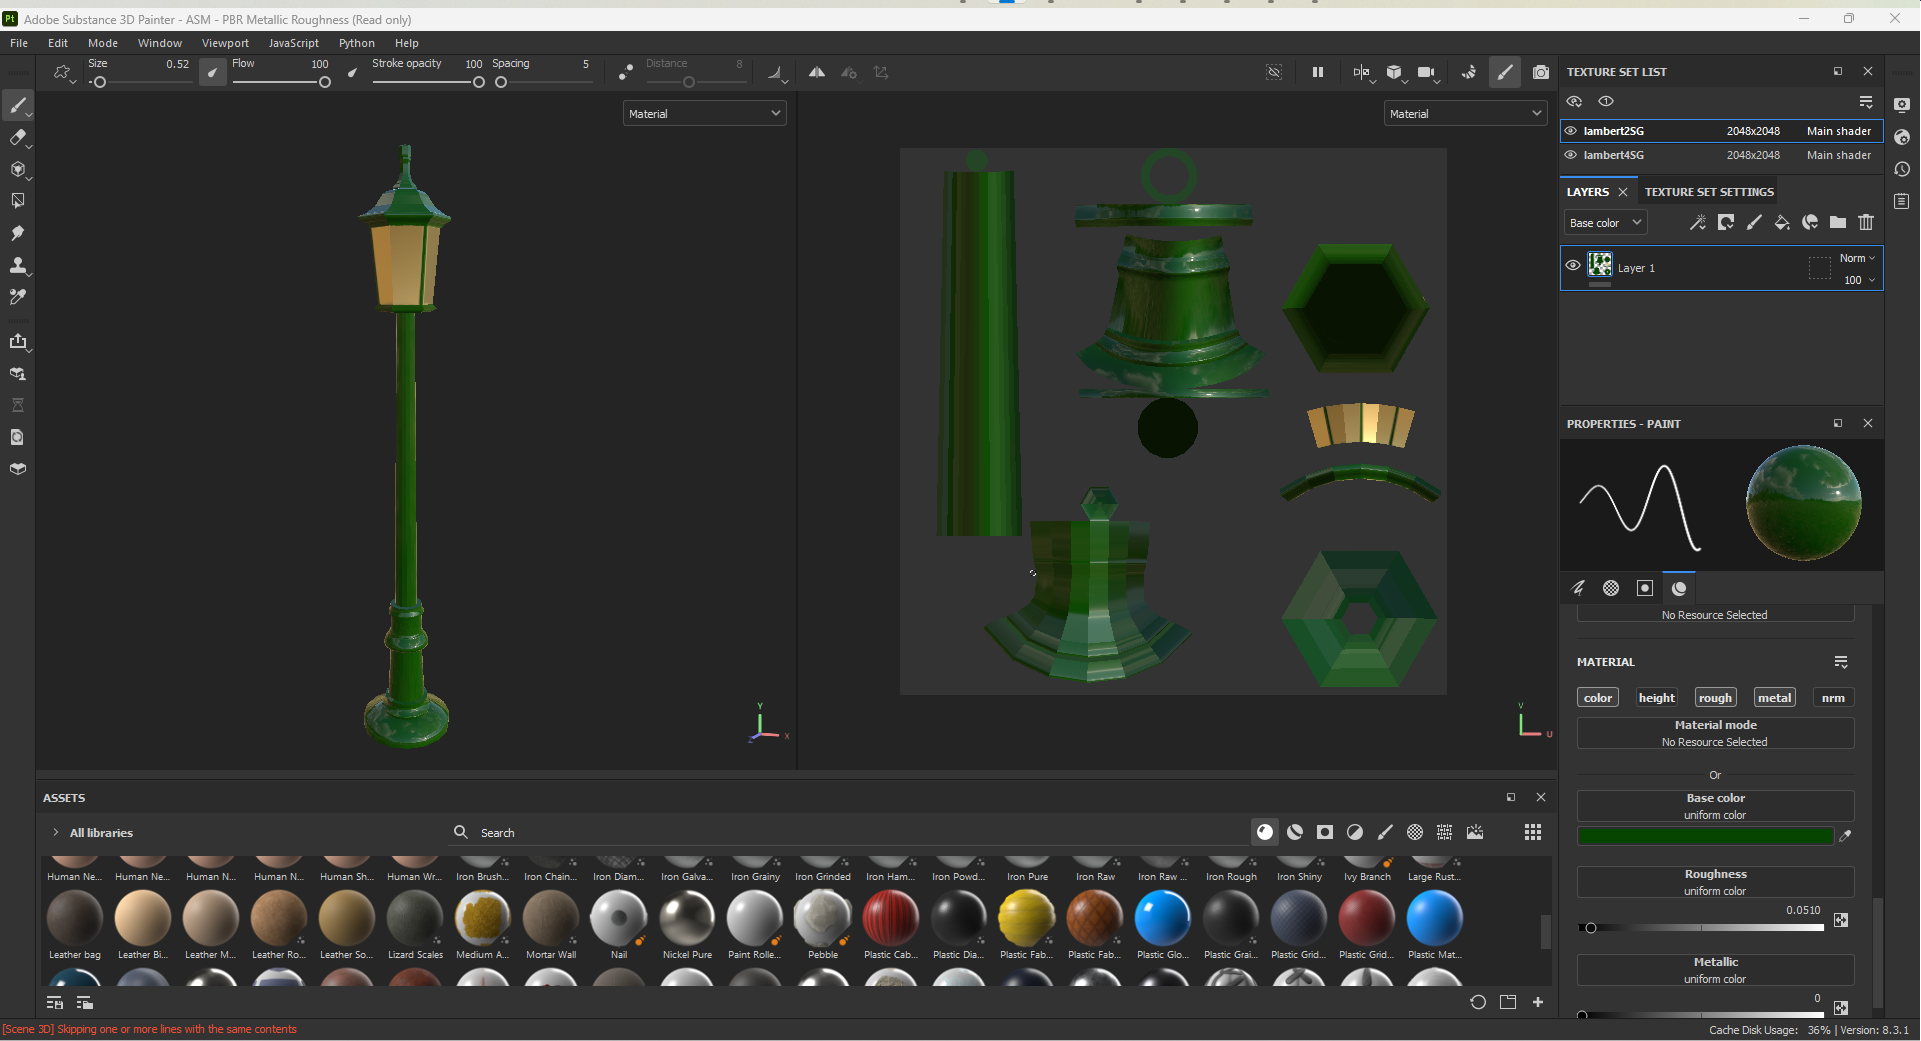 Adobe Substance 3D Painter - ASM - PBR Metallic Roughness (Read only)
File Edit Mode Window Viewport JavaScript Python Help
Size 0.52 Flow 100 Stroke opacity 100 Spacing 5 Distance 8
Material
Material
TEXTURE SET LIST
lambert2SG 2048x2048 Main shader
lambert4SG 2048x2048 Main shader
LAYERS TEXTURE SET SETTINGS
Base color
Layer 1 Norm 100
PROPERTIES - PAINT
No Resource Selected
MATERIAL
color height rough metal nrm
Material mode
No Resource Selected
Or
Base color
uniform color
Roughness
uniform color
0.0510
Metallic
uniform color
0
Y
X
Z
V
U
ASSETS
All libraries Search
Human Ne... Human Ne... Human N... Human N... Human Sh... Human Wr... Iron Brush... Iron Chain... Iron Diam... Iron Galva... Iron Grainy Iron Grinded Iron Ham... Iron Powd... Iron Pure Iron Raw Iron Raw ... Iron Rough Iron Shiny Ivy Branch Large Rust...
Leather bag Leather Bi... Leather M... Leather Ro... Leather So... Lizard Scales Medium A... Mortar Wall Nail Nickel Pure Paint Rolle... Pebble Plastic Cab... Plastic Dia... Plastic Fab... Plastic Fab... Plastic Glo... Plastic Grai... Plastic Grid... Plastic Grid... Plastic Mat...
[Scene 3D] Skipping one or more lines with the same contents
Cache Disk Usage: 36% | Version: 8.3.1